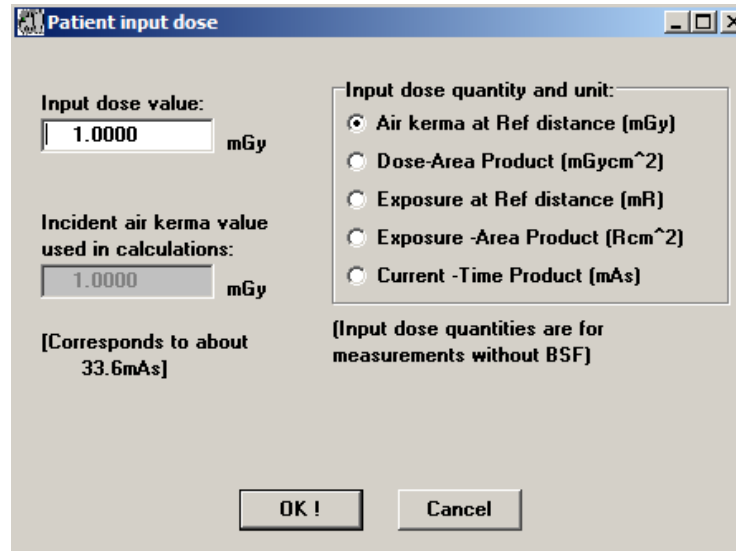 Patient input dose
Input dose value:
1.0000
mGy
Incident air kerma value
used in calculations:
1.0000
mGy
[Corresponds to about
33.6mAs]
Input dose quantity and unit:
Air kerma at Ref distance (mGy)
Dose-Area Product (mGycm^2)
Exposure at Ref distance (mR)
Exposure -Area Product (Rcm^2)
Current -Time Product (mAs)
(Input dose quantities are for
measurements without BSF)
OK !
Cancel